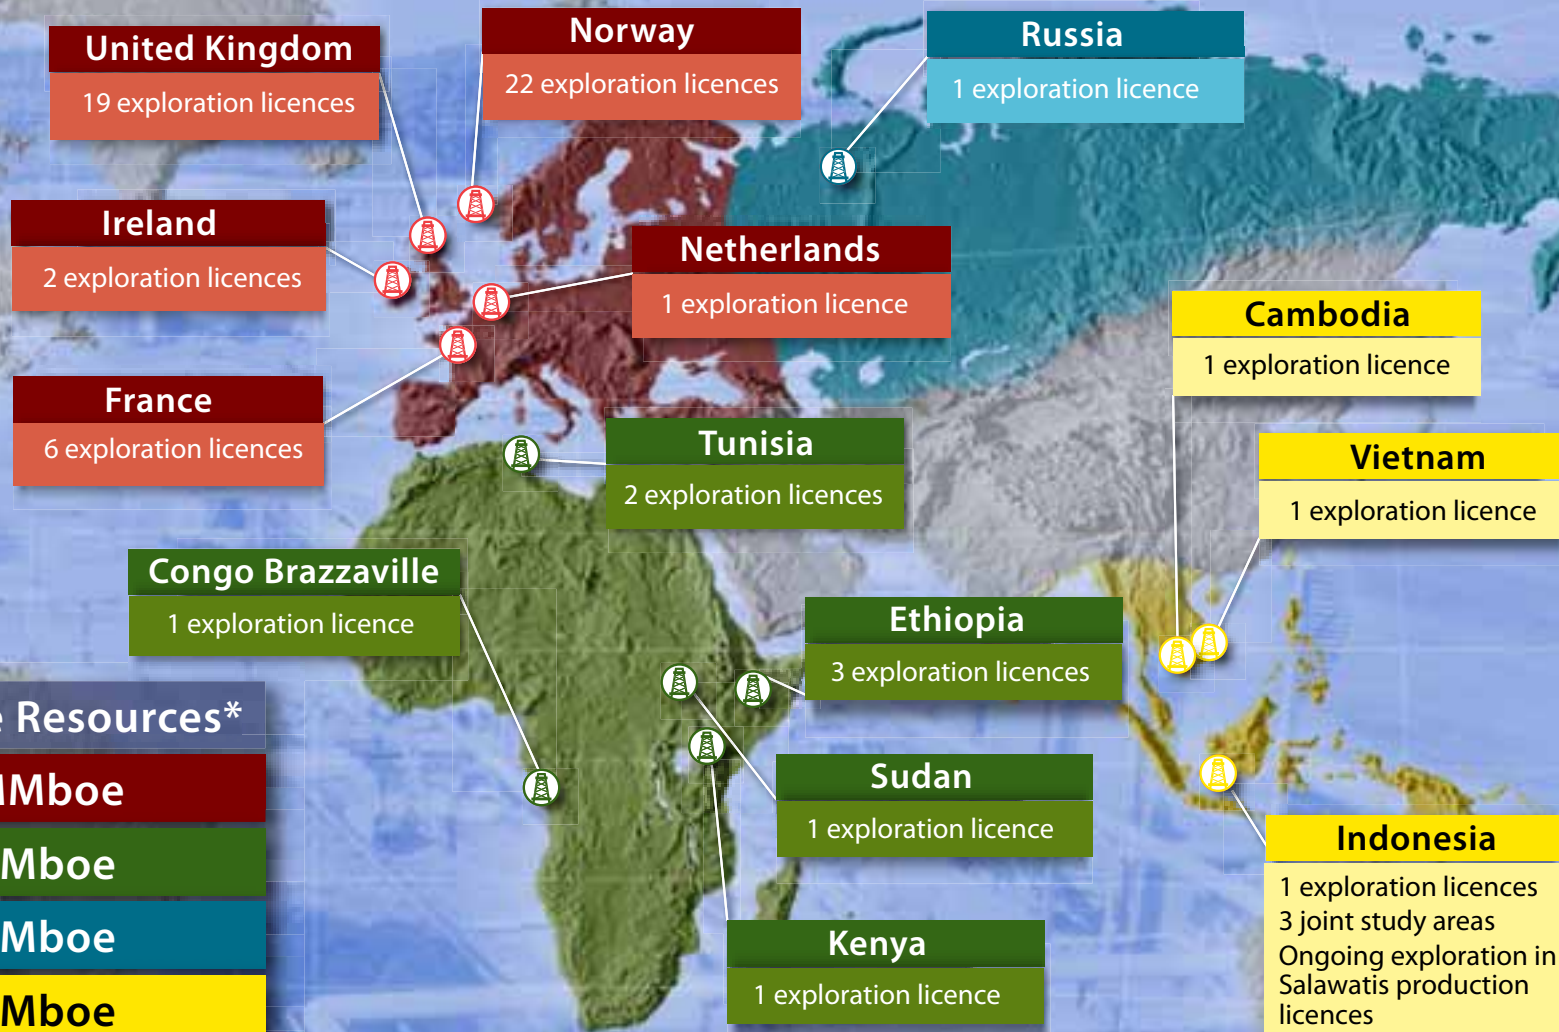 United Kingdom
19 exploration licences
Norway
22 exploration licences
Russia
1 exploration licence
Ireland
2 exploration licences
Netherlands
1 exploration licence
Cambodia
1 exploration licence
France
6 exploration licences
Tunisia
2 exploration licences
Vietnam
1 exploration licence
Congo Brazzaville
1 exploration licence
Ethiopia
3 exploration licences
Sudan
1 exploration licence
Kenya
1 exploration licence
Indonesia
1 exploration licences
3 joint study areas
Ongoing exploration in
Salawatis production
licences
Resources*
Mboe
Mboe
Mboe
Mboe